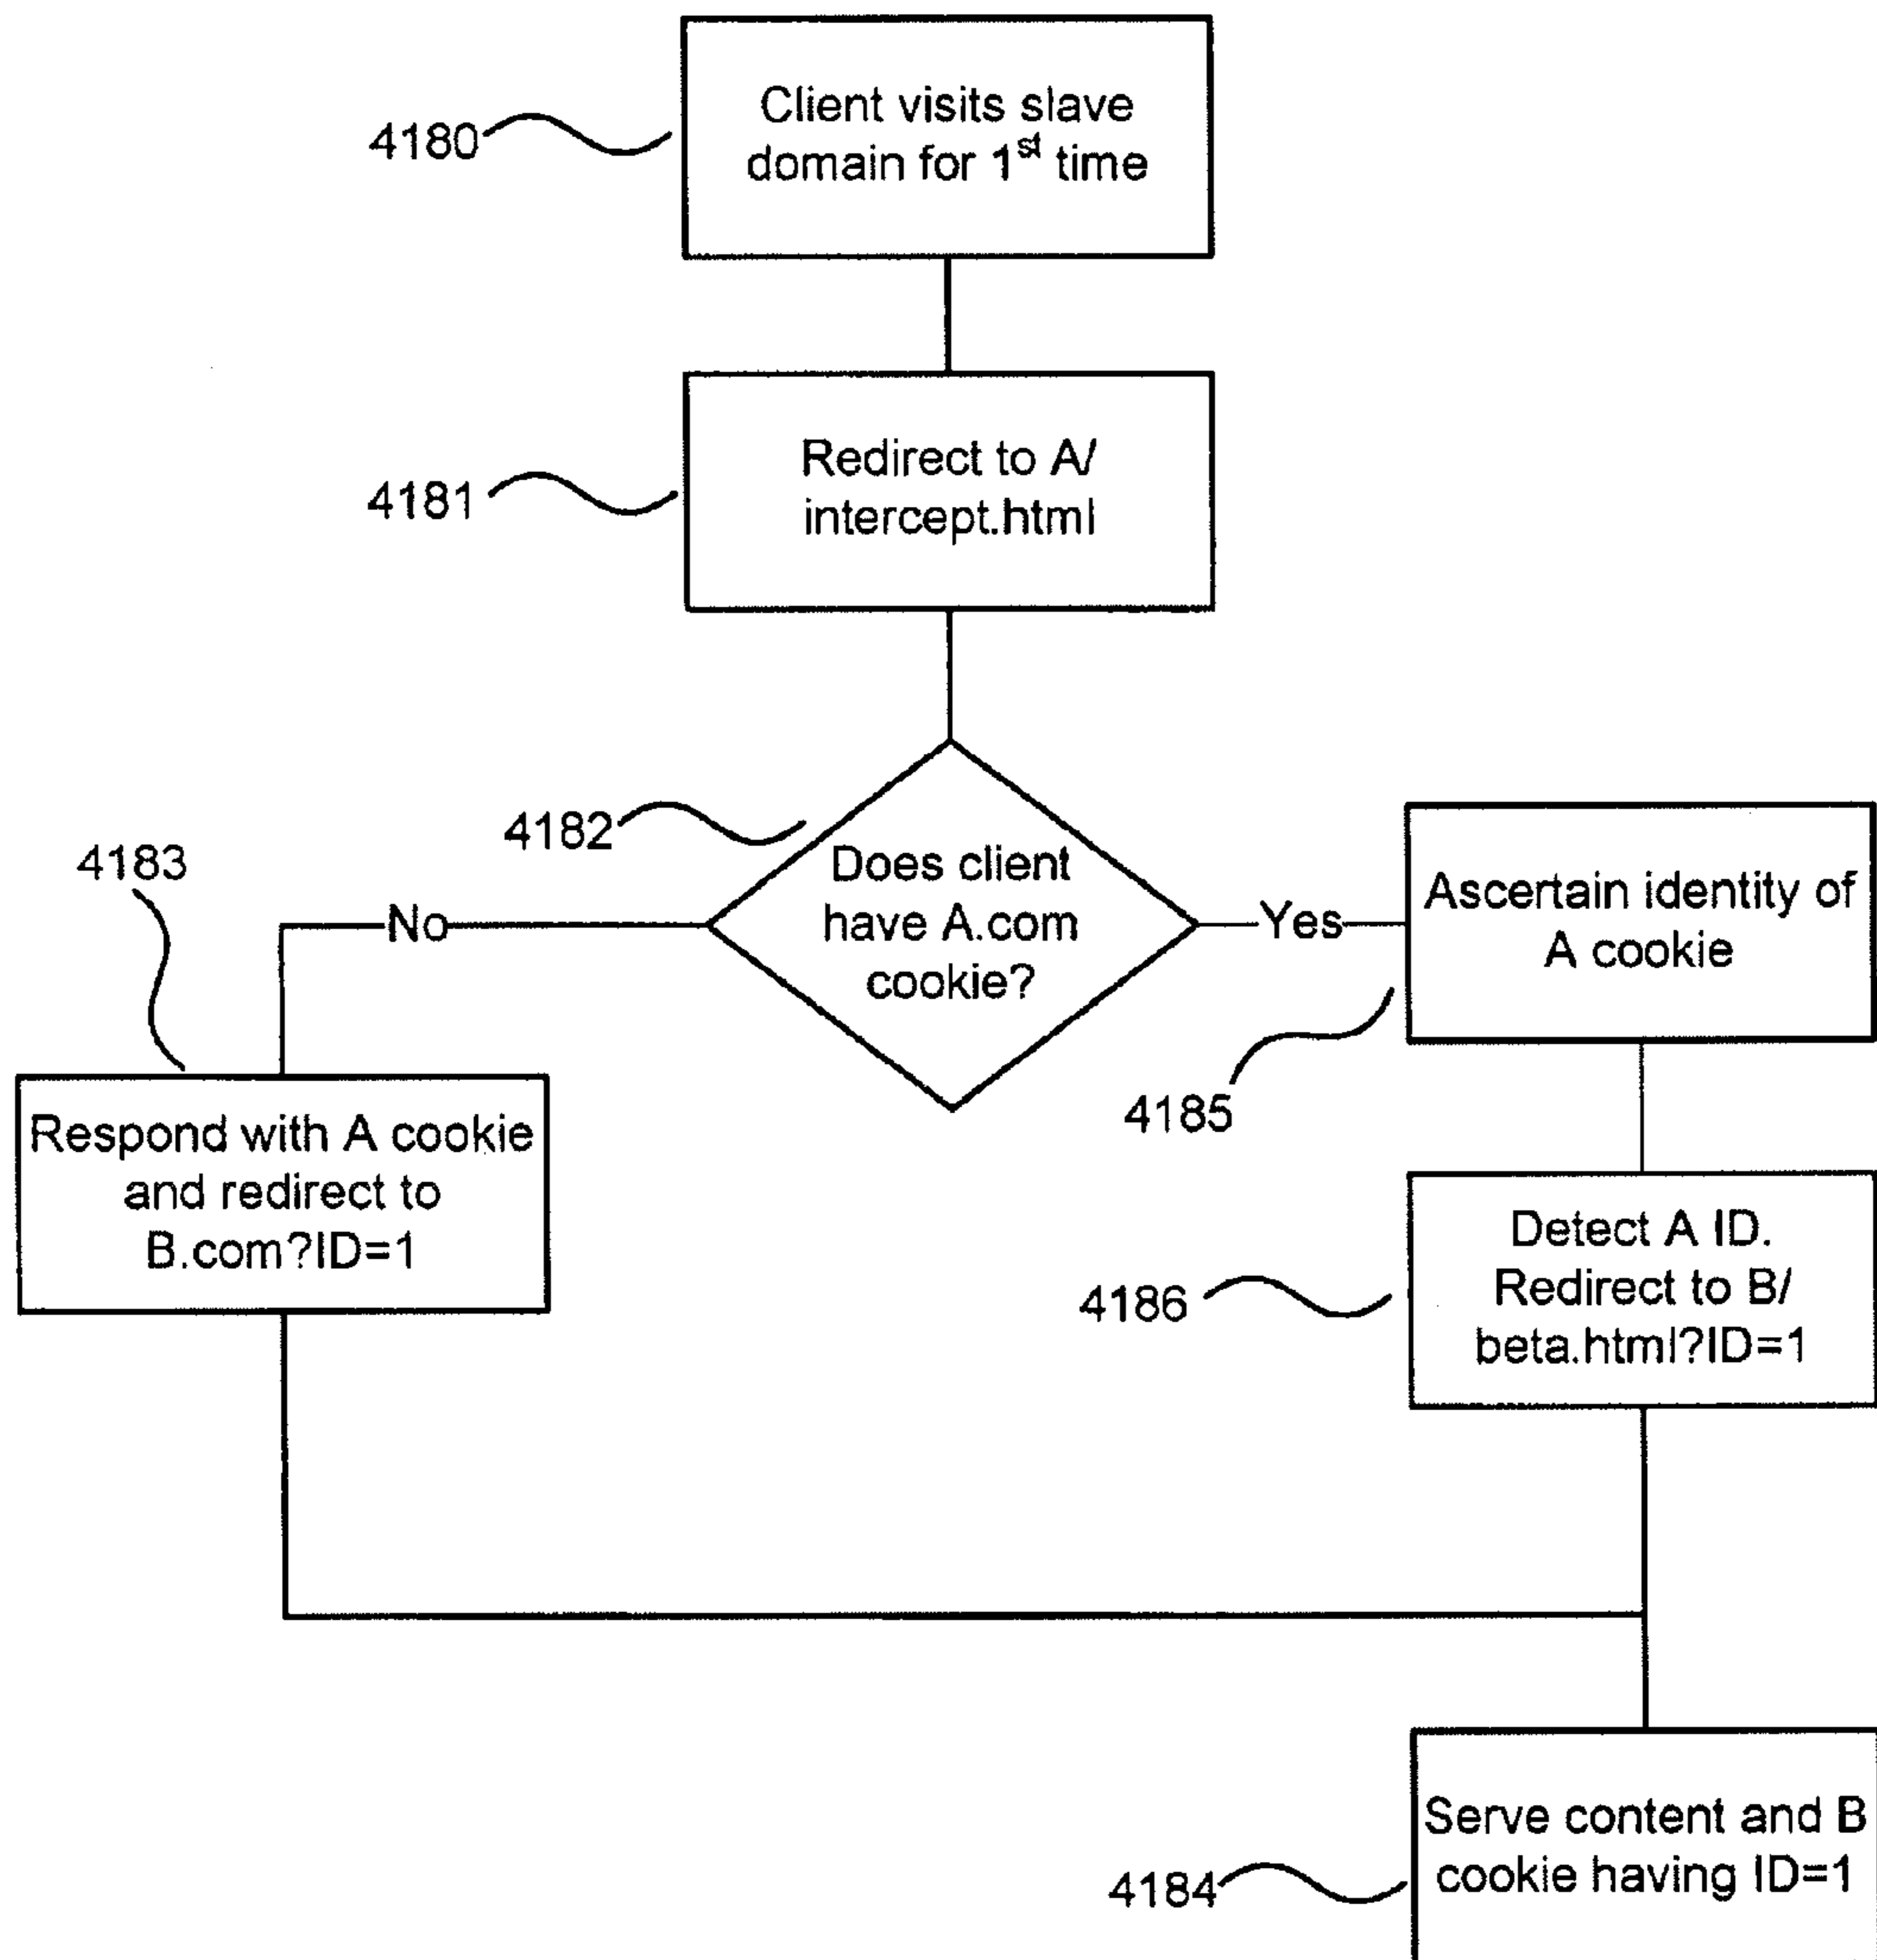 Client visits slave
domain for 1st time
4180
Redirect to A/
intercept.html
4181
4182
Does client
have A.com
cookie?
No
Yes
4183
Respond with A cookie
and redirect to
B.com?ID=1
Ascertain identity of
A cookie
4185
Detect A ID.
Redirect to B/
beta.html?ID=1
4186
Serve content and B
cookie having ID=1
4184